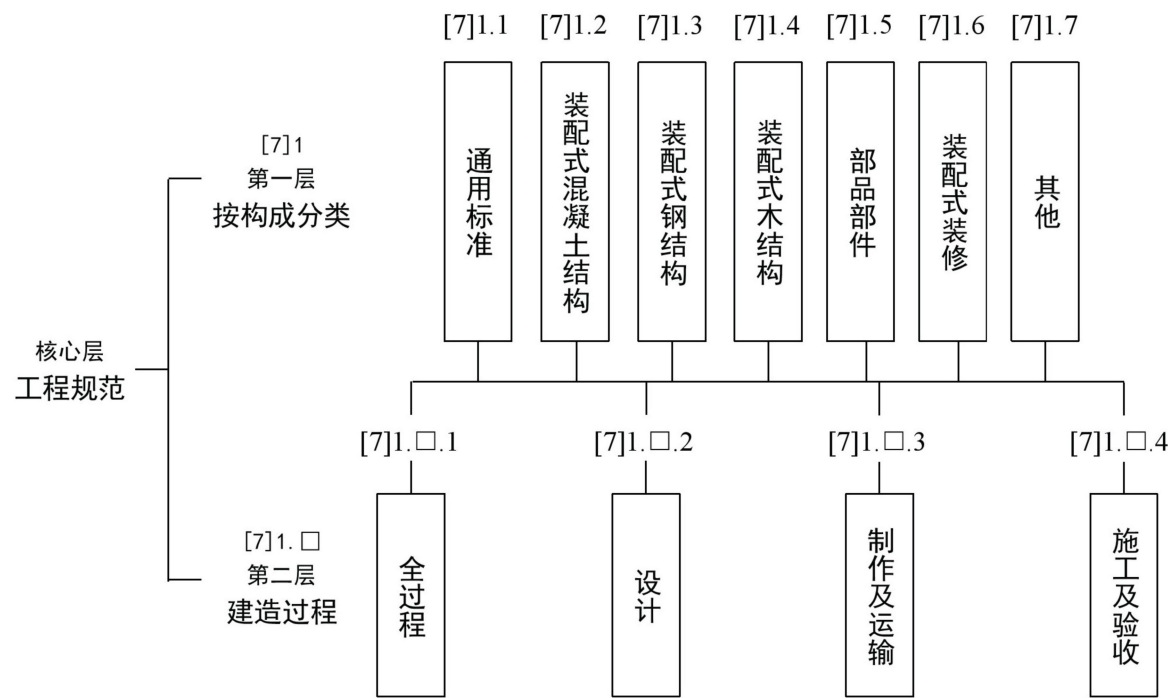 [7]1.1 [7]1.2 [7]1.3 [7]1.4 [7]1.5 [7]1.6 [7]1.7
通用标准
装配式混凝土结构
装配式钢结构
装配式木结构
部品部件
装配式装修
其他
[7]1
第一层
按构成分类
核心层
工程规范
[7]1.□.1 [7]1.□.2 [7]1.□.3 [7]1.□.4
[7]1.□
第二层
建造过程
全过程
设计
制作及运输
施工及验收